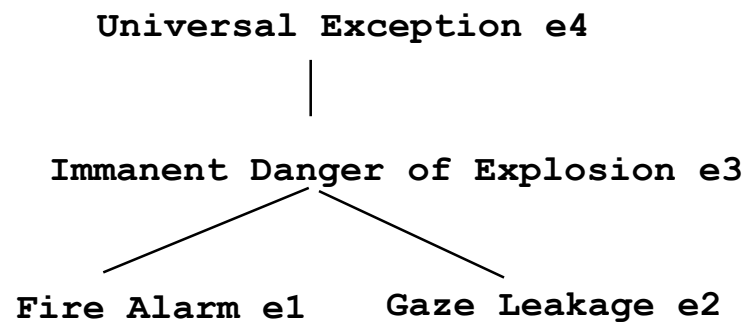 Universal Exception e4
Immanent Danger of Explosion e3
Fire Alarm e1
Gaze Leakage e2